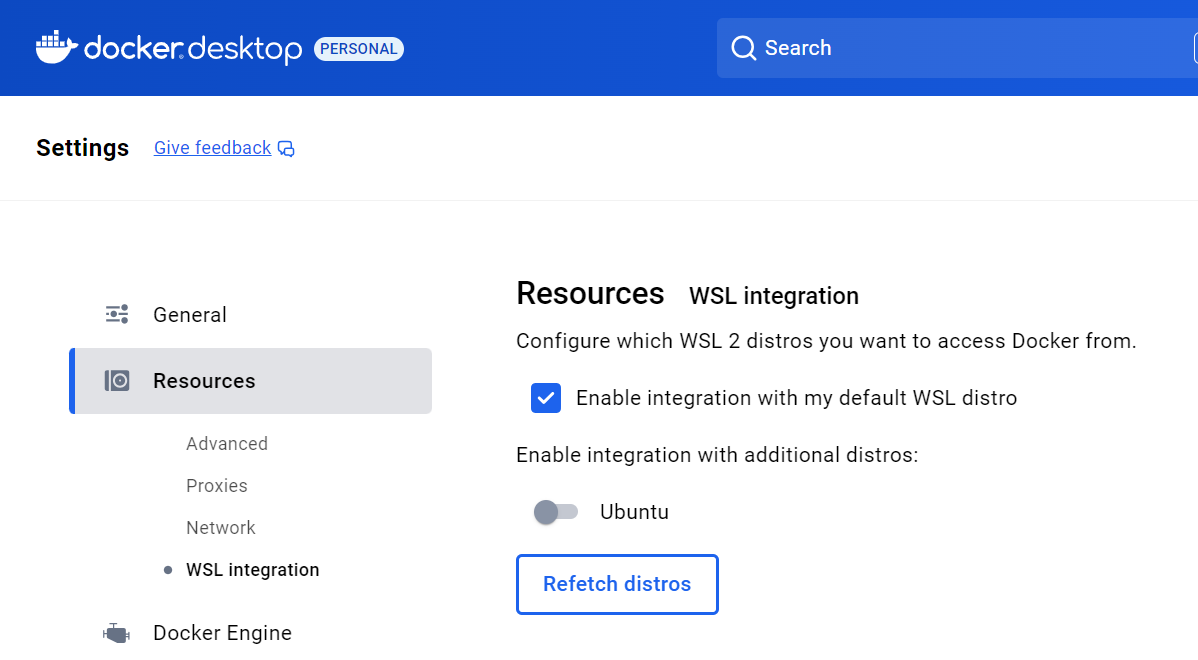 docker desktop PERSONAL
Search
Settings Give feedback
General
Resources
Advanced
Proxies
Network
WSL integration
Docker Engine
Resources WSL integration
Configure which WSL 2 distros you want to access Docker from.
Enable integration with my default WSL distro
Enable integration with additional distros:
Ubuntu
Refetch distros